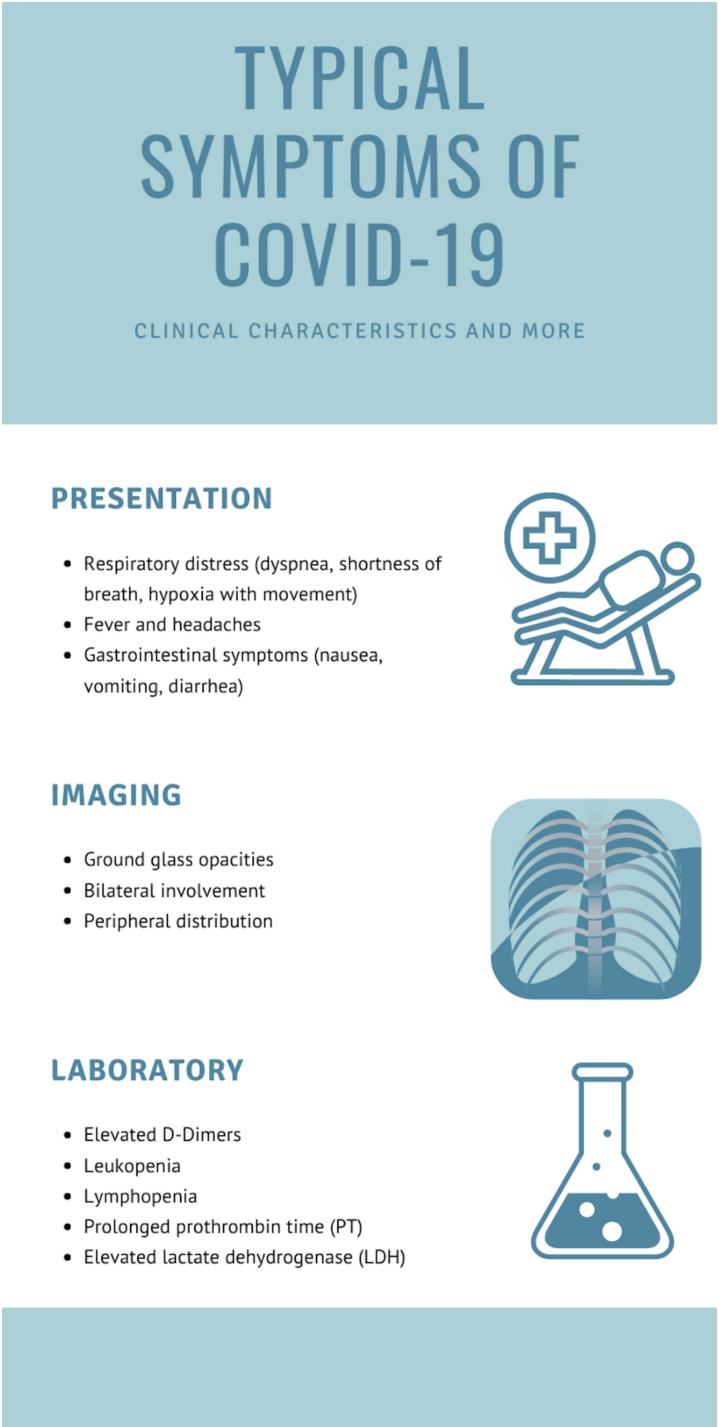 TYPICAL
SYMPTOMS OF
COVID-19
CLINICAL CHARACTERISTICS AND MORE
PRESENTATION
• Respiratory distress (dyspnea, shortness of
breath, hypoxia with movement)
• Fever and headaches
• Gastrointestinal symptoms (nausea,
vomiting, diarrhea)
IMAGING
• Ground glass opacities
• Bilateral involvement
• Peripheral distribution
LABORATORY
• Elevated D-Dimers
• Leukopenia
• Lymphopenia
• Prolonged prothrombin time (PT)
• Elevated lactate dehydrogenase (LDH)